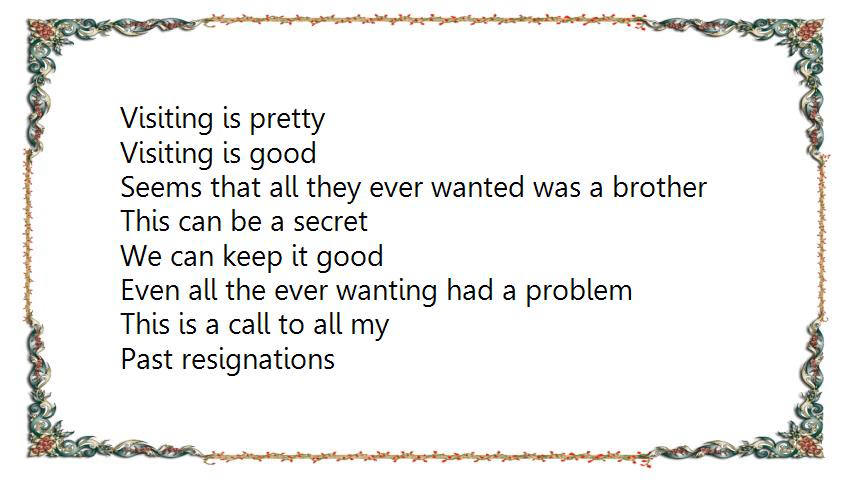 Visiting is pretty
Visiting is good
Seems that all they ever wanted was a brother
This can be a secret
We can keep it good
Even all the ever wanting had a problem
This is a call to all my
Past resignations